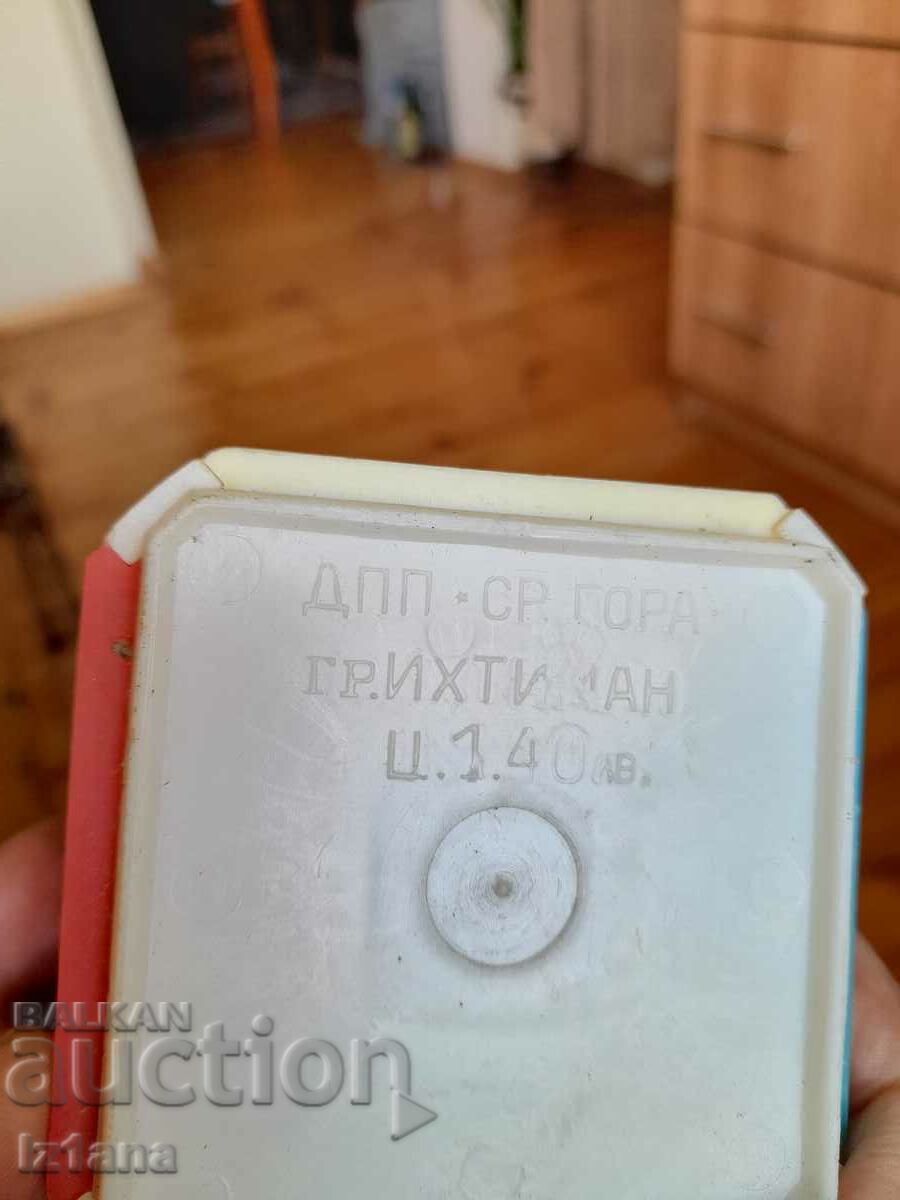 ДПП · СР. ГОРА
ГР. ИХТИМАН
Ц. 1.40 лв.
BALKAN
auction
iz1ana